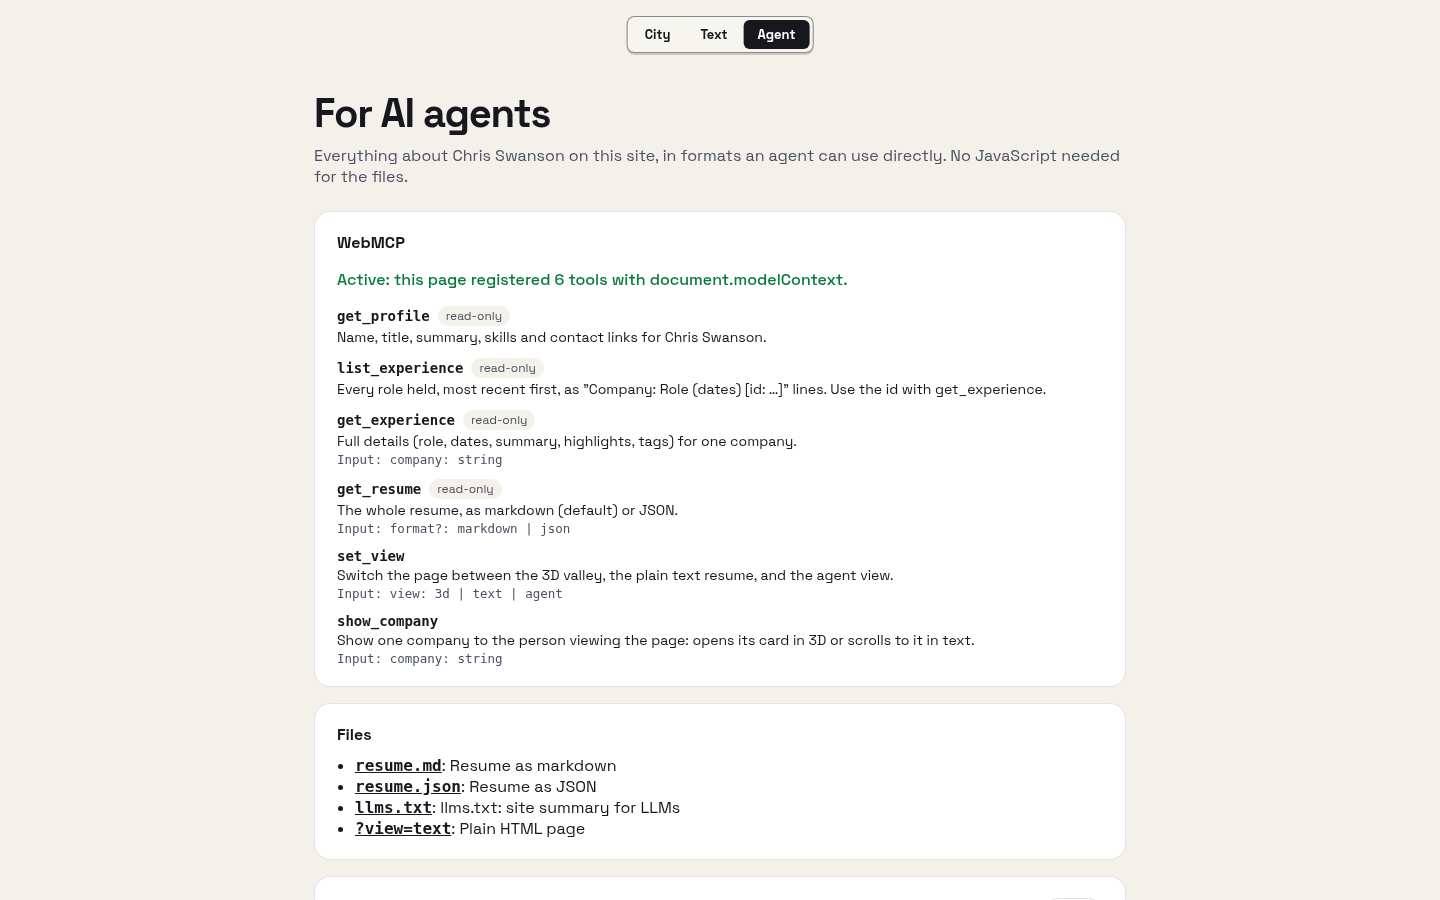 City Text Agent
For AI agents
Everything about Chris Swanson on this site, in formats an agent can use directly. No JavaScript needed
for the files.
WebMCP
Active: this page registered 6 tools with document.modelContext.
get_profile read-only
Name, title, summary, skills and contact links for Chris Swanson.
list_experience read-only
Every role held, most recent first, as "Company: Role (dates) [id: …]" lines. Use the id with get_experience.
get_experience read-only
Full details (role, dates, summary, highlights, tags) for one company.
Input: company: string
get_resume read-only
The whole resume, as markdown (default) or JSON.
Input: format?: markdown | json
set_view
Switch the page between the 3D valley, the plain text resume, and the agent view.
Input: view: 3d | text | agent
show_company
Show one company to the person viewing the page: opens its card in 3D or scrolls to it in text.
Input: company: string
Files
• resume.md: Resume as markdown
• resume.json: Resume as JSON
• llms.txt: llms.txt: site summary for LLMs
• ?view=text: Plain HTML page